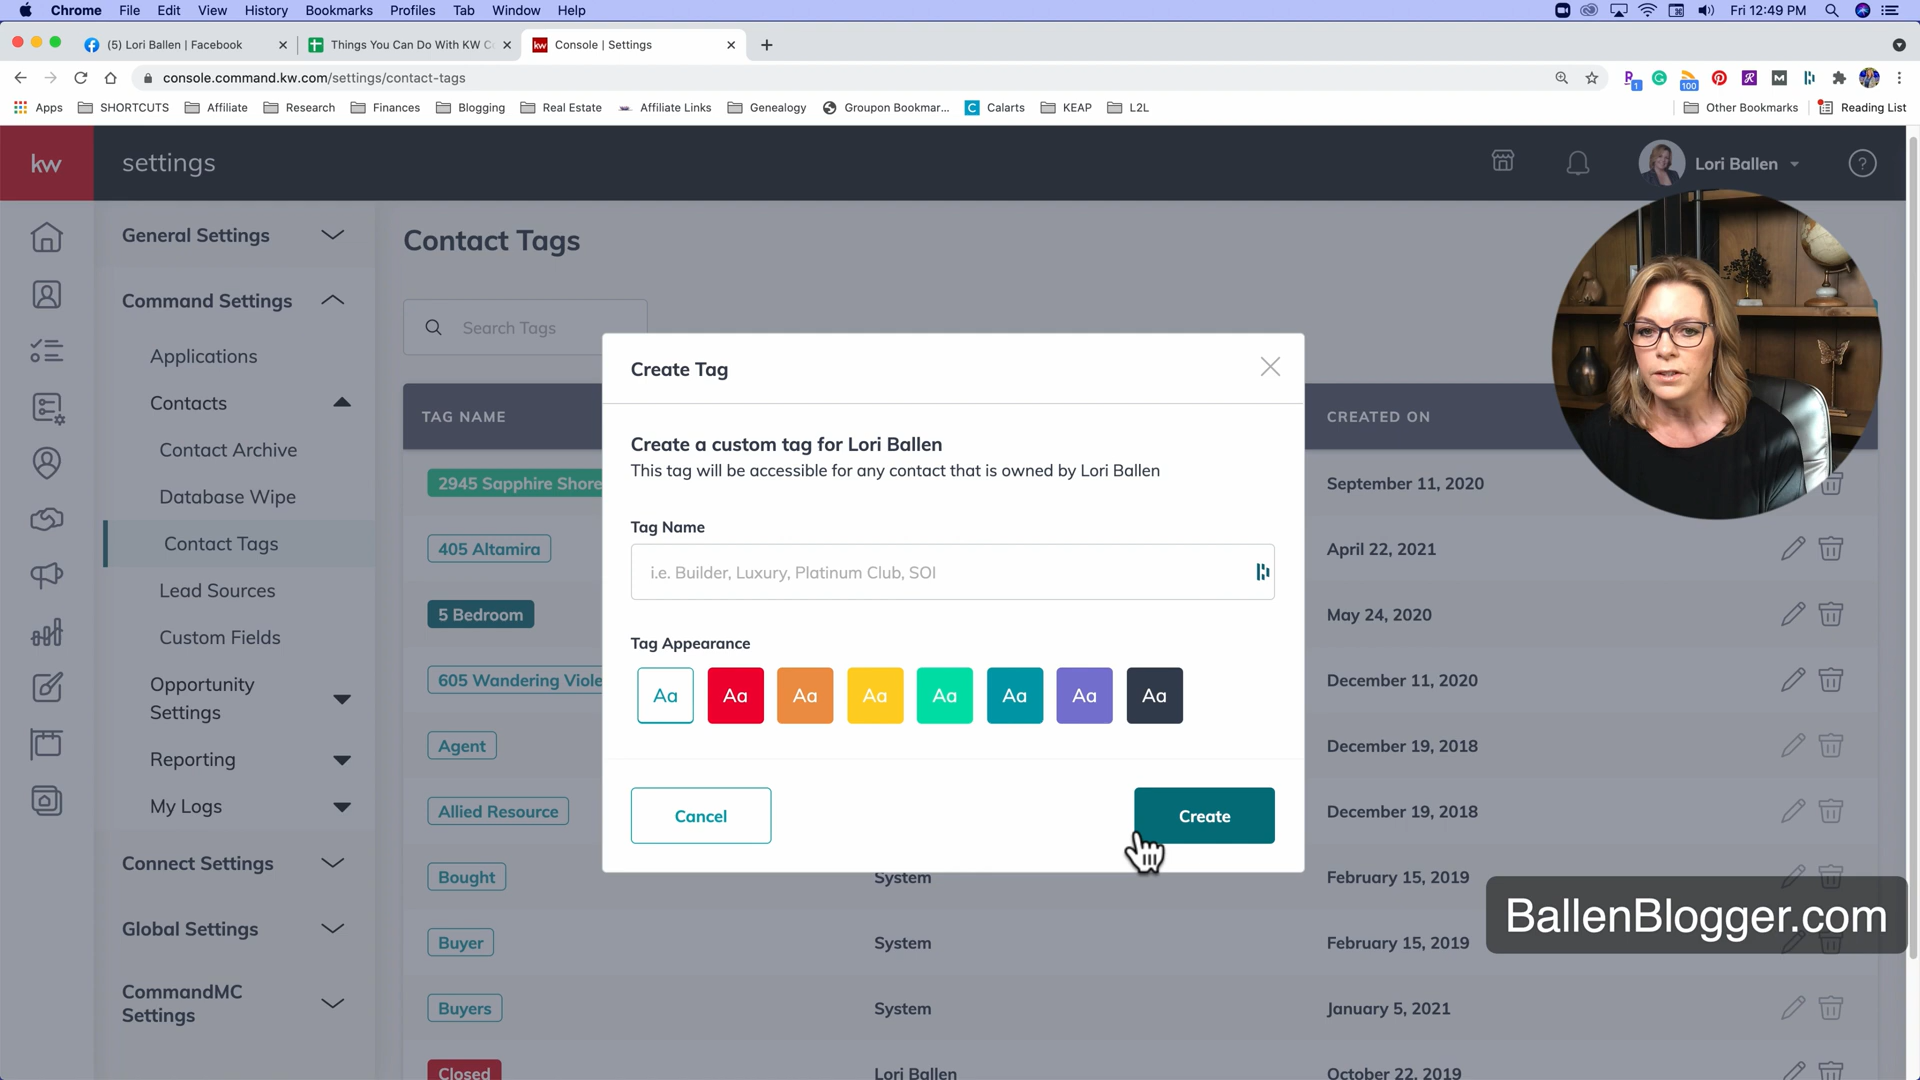 Chrome File Edit View History Bookmarks Profiles Tab Window Help Fri 12:49 PM
(5) Lori Ballen | Facebook Things You Can Do With KW C Console | Settings
console.command.kw.com/settings/contact-tags
Apps SHORTCUTS Affiliate Research Finances Blogging Real Estate Affiliate Links Genealogy Groupon Bookmar... Calarts KEAP L2L Other Bookmarks Reading List
kw settings Lori Ballen
General Settings
Command Settings
Applications
Contacts
Contact Archive
Database Wipe
Contact Tags
Lead Sources
Custom Fields
Opportunity
Settings
Reporting
My Logs
Connect Settings
Global Settings
CommandMC
Settings
Contact Tags
Search Tags
TAG NAME CREATED ON
2945 Sapphire Shore September 11, 2020
405 Altamira April 22, 2021
5 Bedroom May 24, 2020
605 Wandering Viole December 11, 2020
Agent December 19, 2018
Allied Resource December 19, 2018
Bought System February 15, 2019
Buyer System February 15, 2019
Buyers System January 5, 2021
Closed Lori Ballen October 22, 2019
Create Tag
Create a custom tag for Lori Ballen
This tag will be accessible for any contact that is owned by Lori Ballen
Tag Name
i.e. Builder, Luxury, Platinum Club, SOI
Tag Appearance
Aa Aa Aa Aa Aa Aa Aa Aa
Cancel Create
BallenBlogger.com